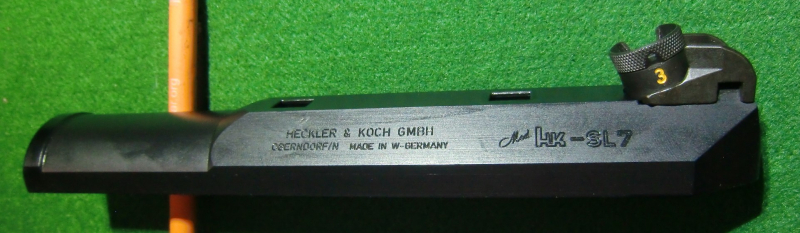 HECKLER & KOCH GMBH
OBERNDORF/N MADE IN W-GERMANY
Mod. HK-SL7
3